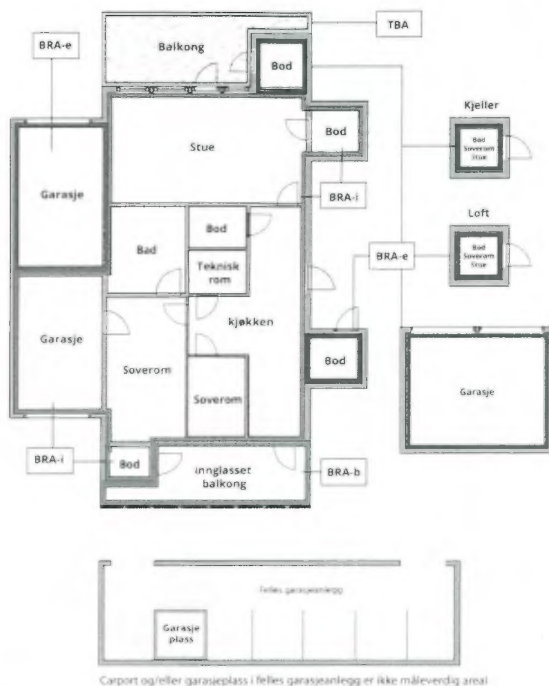 TBA
Balkong
BRA-e
Bod
Kjeller
Bod
Soverom
Stue
Bod
Stue
BRA-i
Garasje
Loft
Bod
Bad
Teknisk
rom
BRA-e
Bod
Soverom
Stue
kjøkken
Garasje
Bod
Garasje
Soverom
Soverom
BRA-i
Bod
innglasset
balkong
BRA-b
Felles garasjeanlegg
Garasje
plass
Carport og/eller garasjeplass i felles garasjeanlegg er ikke måleverdig areal